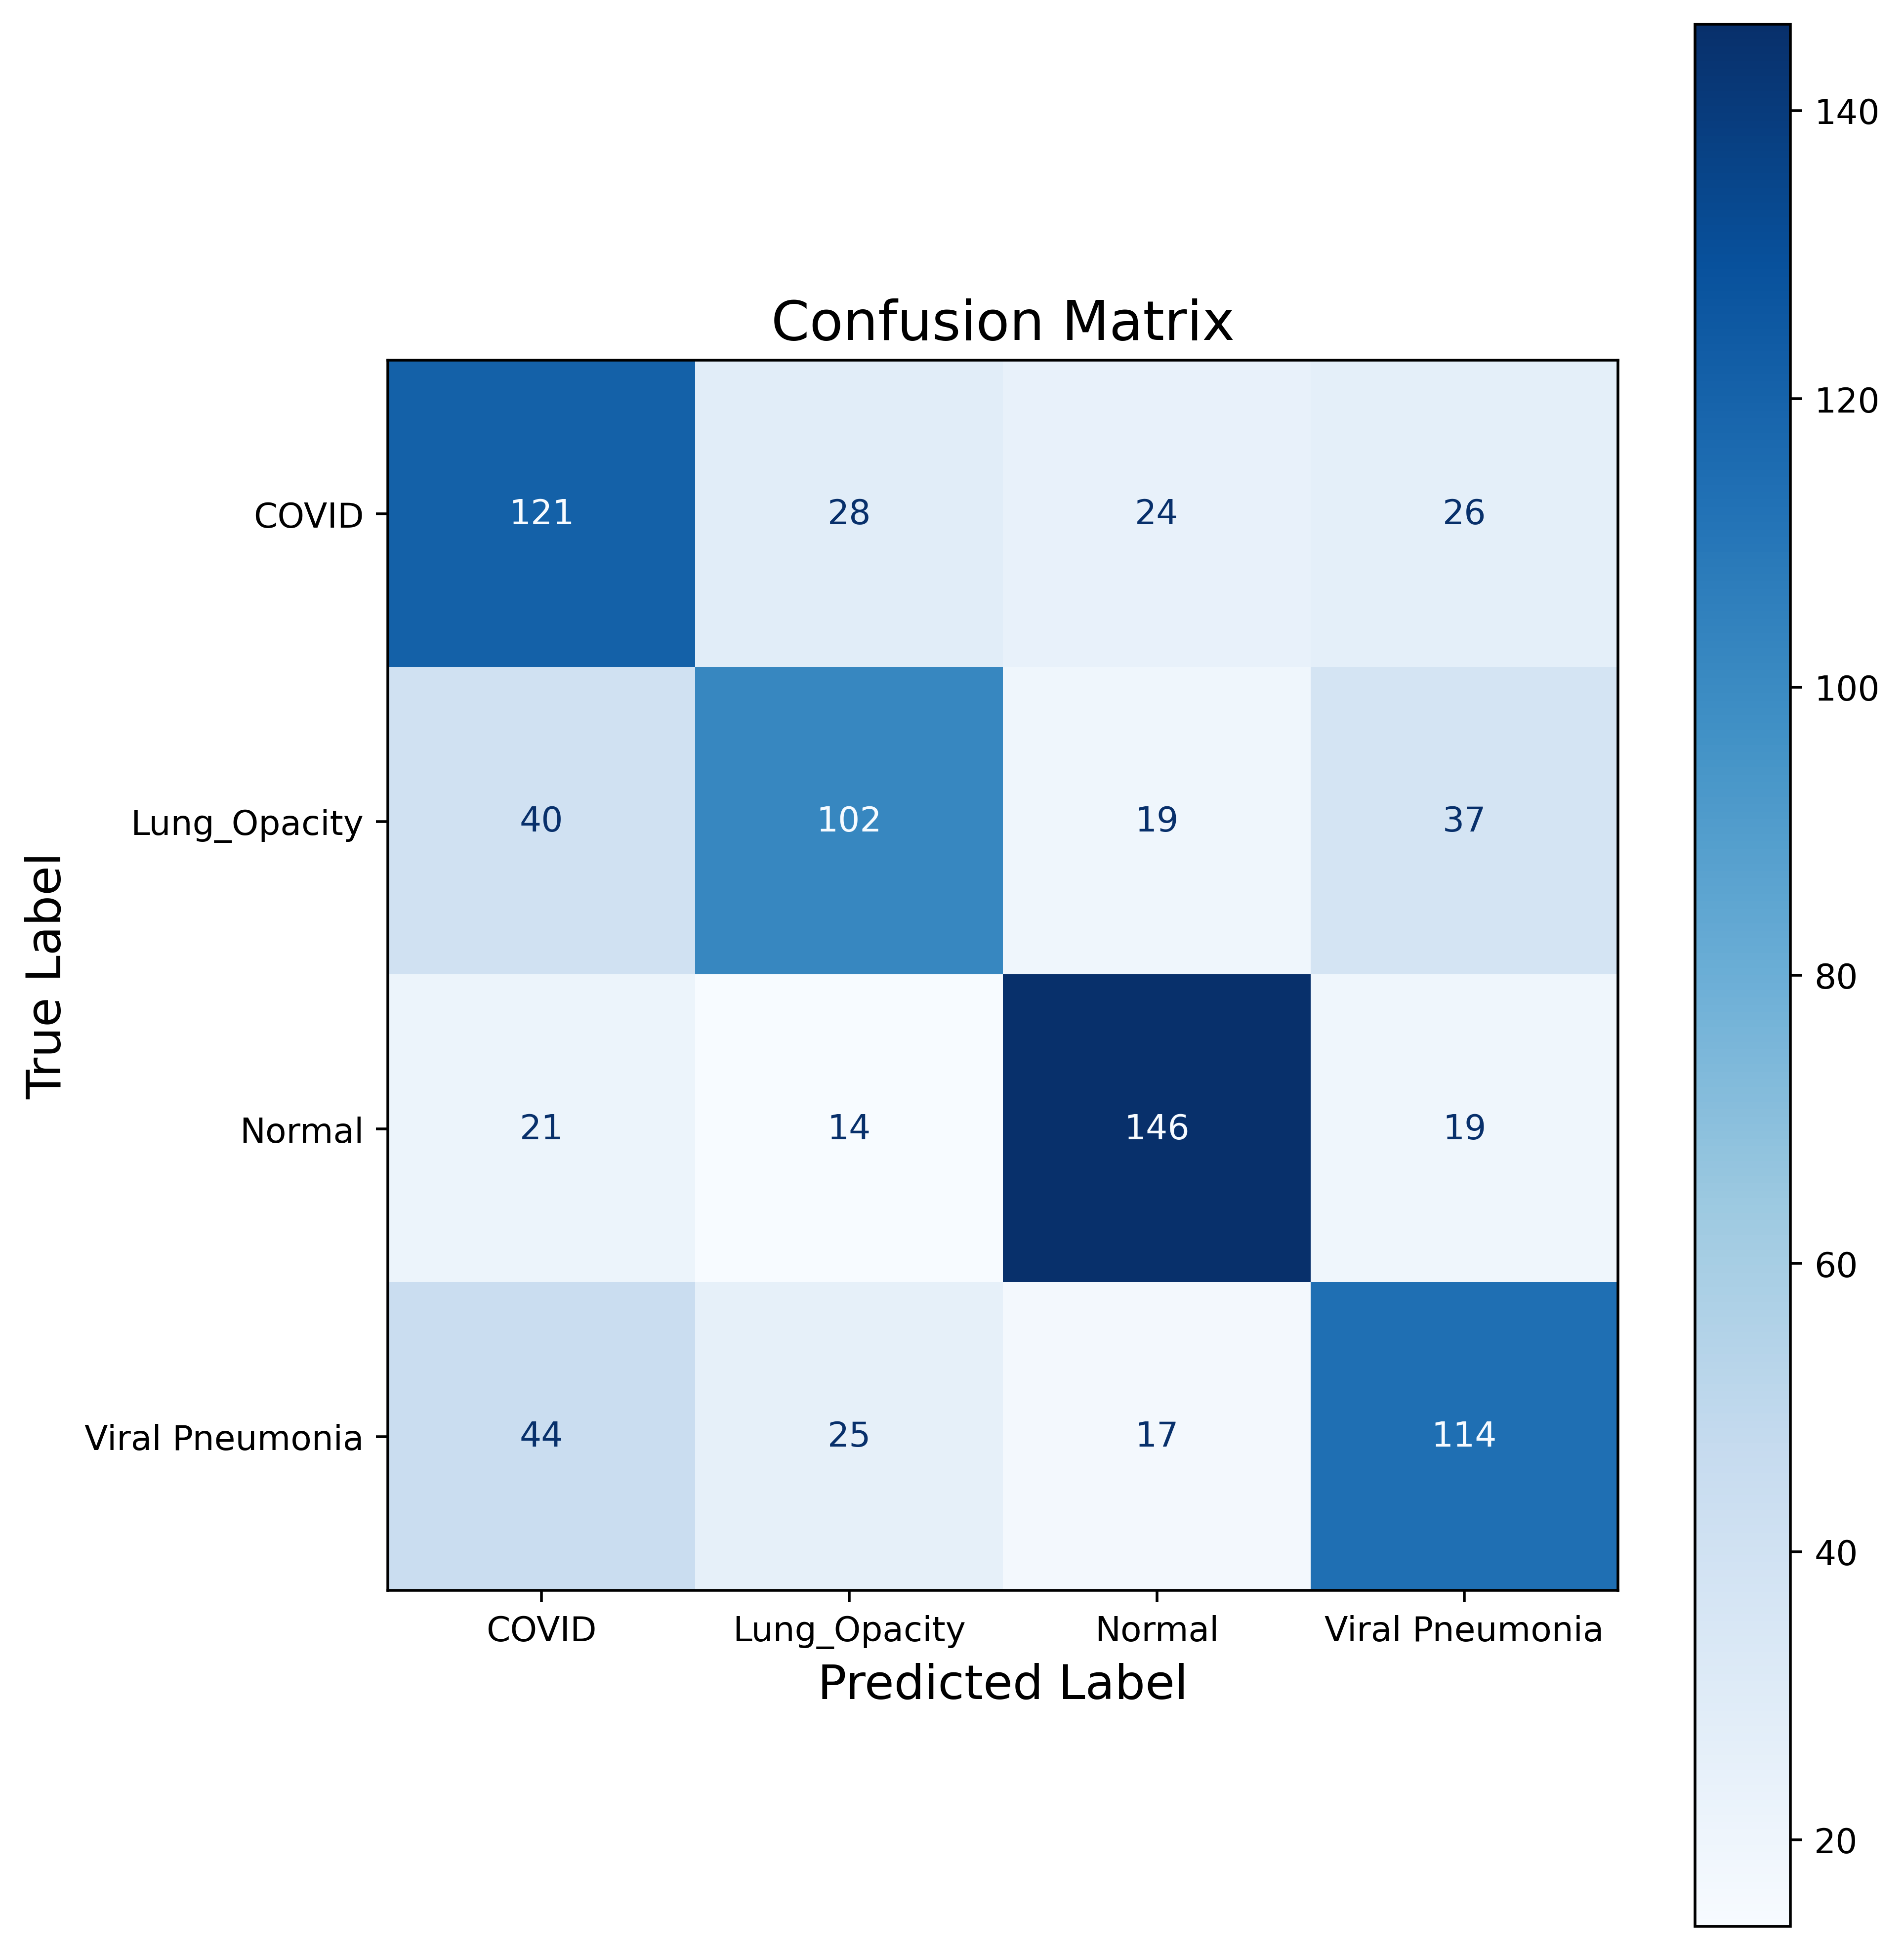 Confusion Matrix
140
120
100
80
60
40
20
COVID 121 28 24 26
Lung_Opacity 40 102 19 37
Normal 21 14 146 19
Viral Pneumonia 44 25 17 114
COVID Lung_Opacity Normal Viral Pneumonia
Predicted Label
True Label